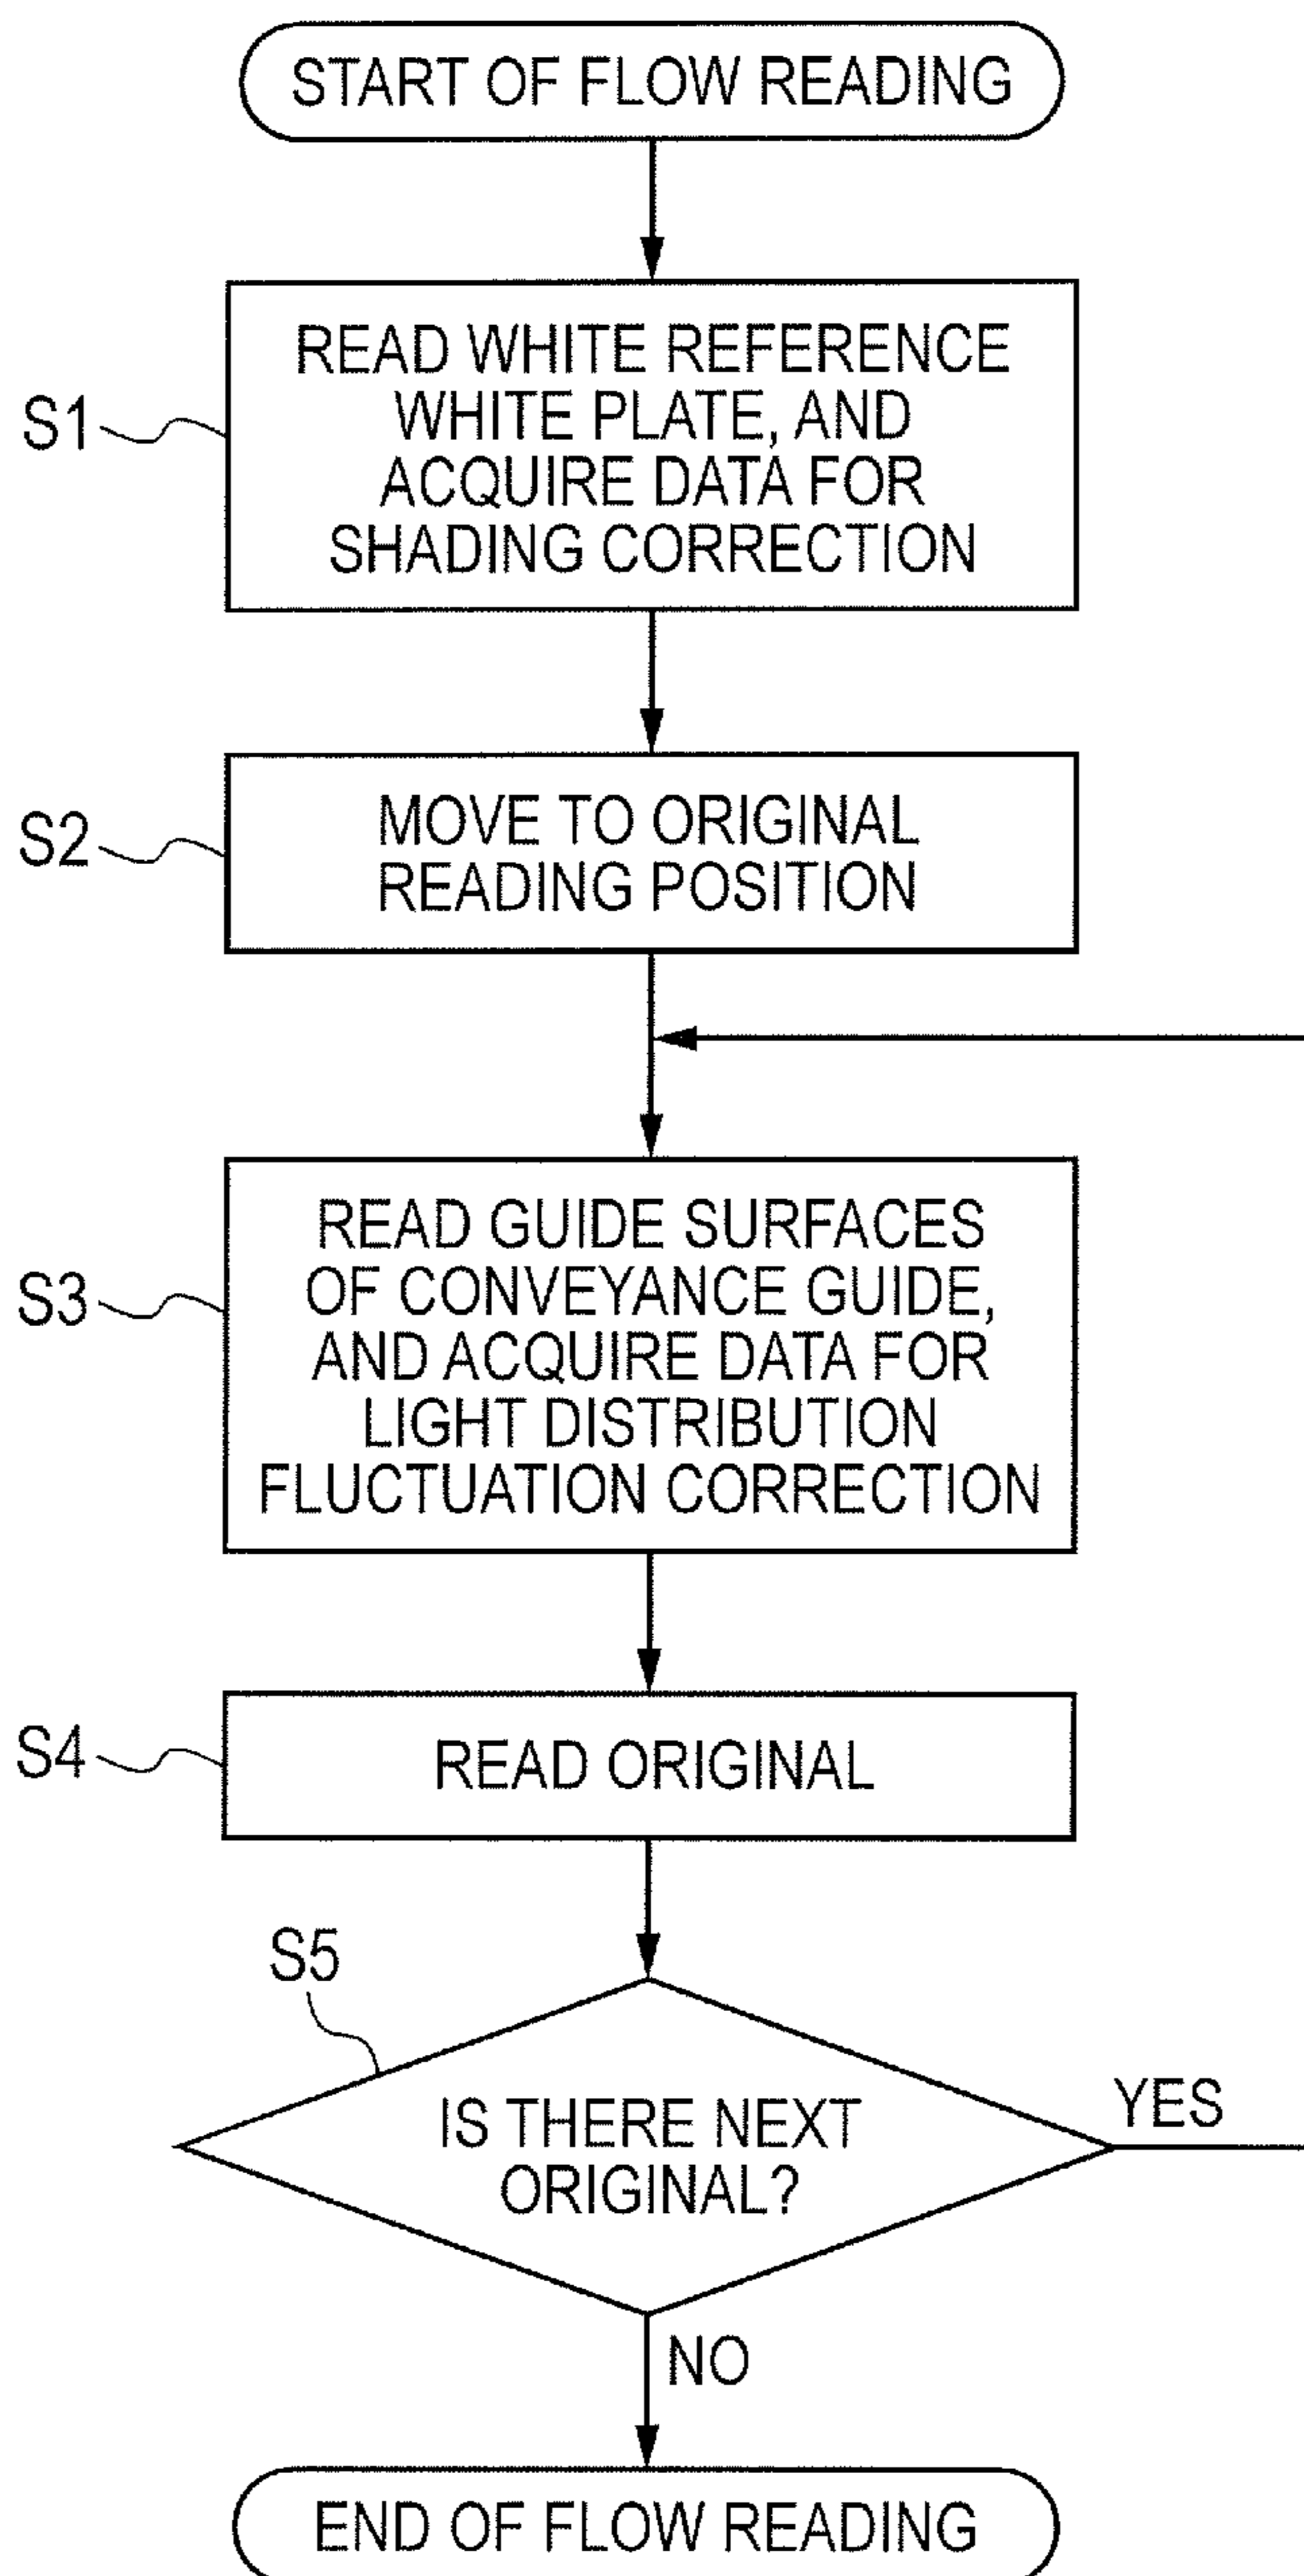 START OF FLOW READING
S1
READ WHITE REFERENCE
WHITE PLATE, AND
ACQUIRE DATA FOR
SHADING CORRECTION
S2
MOVE TO ORIGINAL
READING POSITION
S3
READ GUIDE SURFACES
OF CONVEYANCE GUIDE,
AND ACQUIRE DATA FOR
LIGHT DISTRIBUTION
FLUCTUATION CORRECTION
S4
READ ORIGINAL
S5
IS THERE NEXT
ORIGINAL?
YES
NO
END OF FLOW READING